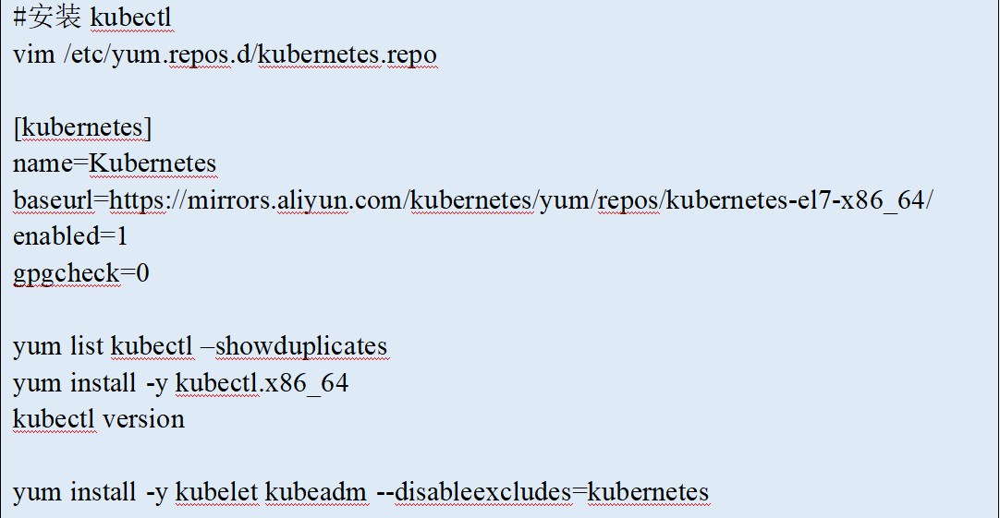 #安装 kubectl
vim /etc/yum.repos.d/kubernetes.repo
[kubernetes]
name=Kubernetes
baseurl=https://mirrors.aliyun.com/kubernetes/yum/repos/kubernetes-el7-x86_64/
enabled=1
gpgcheck=0
yum list kubectl –showduplicates
yum install -y kubectl.x86_64
kubectl version
yum install -y kubelet kubeadm --disableexcludes=kubernetes